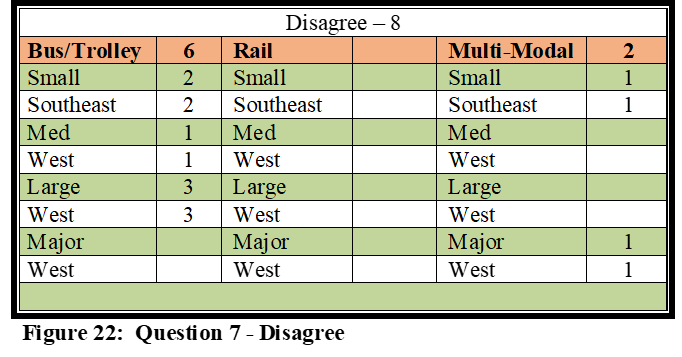 Disagree – 8
Bus/Trolley 6 Rail Multi-Modal 2
Small 2 Small Small 1
Southeast 2 Southeast Southeast 1
Med 1 Med Med
West 1 West West
Large 3 Large Large
West 3 West West
Major Major Major 1
West West West 1
Figure 22: Question 7 - Disagree